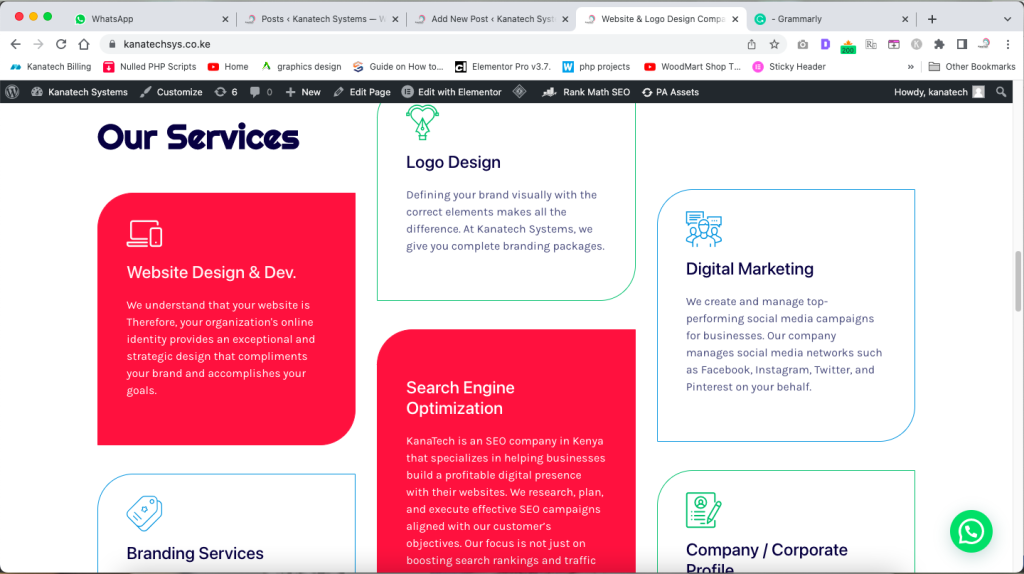 WhatsApp
Posts ‹ Kanatech Systems — W
Add New Post ‹ Kanatech Syst
Website & Logo Design Compa
- Grammarly
kanatechsys.co.ke
200
Kanatech Billing
Nulled PHP Scripts
Home
graphics design
Guide on How to...
Elementor Pro v3.7.
php projects
WoodMart Shop T...
Sticky Header
»
Other Bookmarks
Kanatech Systems
Customize
6
0
New
Edit Page
Edit with Elementor
Rank Math SEO
PA Assets
Howdy, kanatech
Our Services
Website Design & Dev.
We understand that your website is
Therefore, your organization's online
identity provides an exceptional and
strategic design that compliments
your brand and accomplishes your
goals.
Branding Services
Logo Design
Defining your brand visually with the
correct elements makes all the
difference. At Kanatech Systems, we
give you complete branding packages.
Search Engine
Optimization
KanaTech is an SEO company in Kenya
that specializes in helping businesses
build a profitable digital presence
with their websites. We research, plan,
and execute effective SEO campaigns
aligned with our customer's
objectives. Our focus is not just on
boosting search rankings and traffic
Digital Marketing
We create and manage top-
performing social media campaigns
for businesses. Our company
manages social media networks such
as Facebook, Instagram, Twitter, and
Pinterest on your behalf.
Company / Corporate
Profile